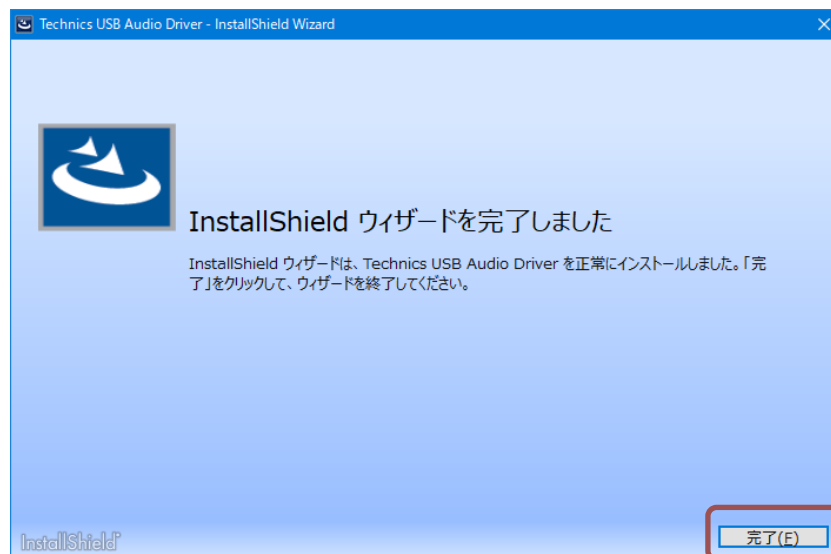 Technics USB Audio Driver - InstallShield Wizard
InstallShield ウィザードを完了しました
InstallShield ウィザードは、Technics USB Audio Driver を正常にインストールしました。「完
了」をクリックして、ウィザードを終了してください。
InstallShield
完了(F)